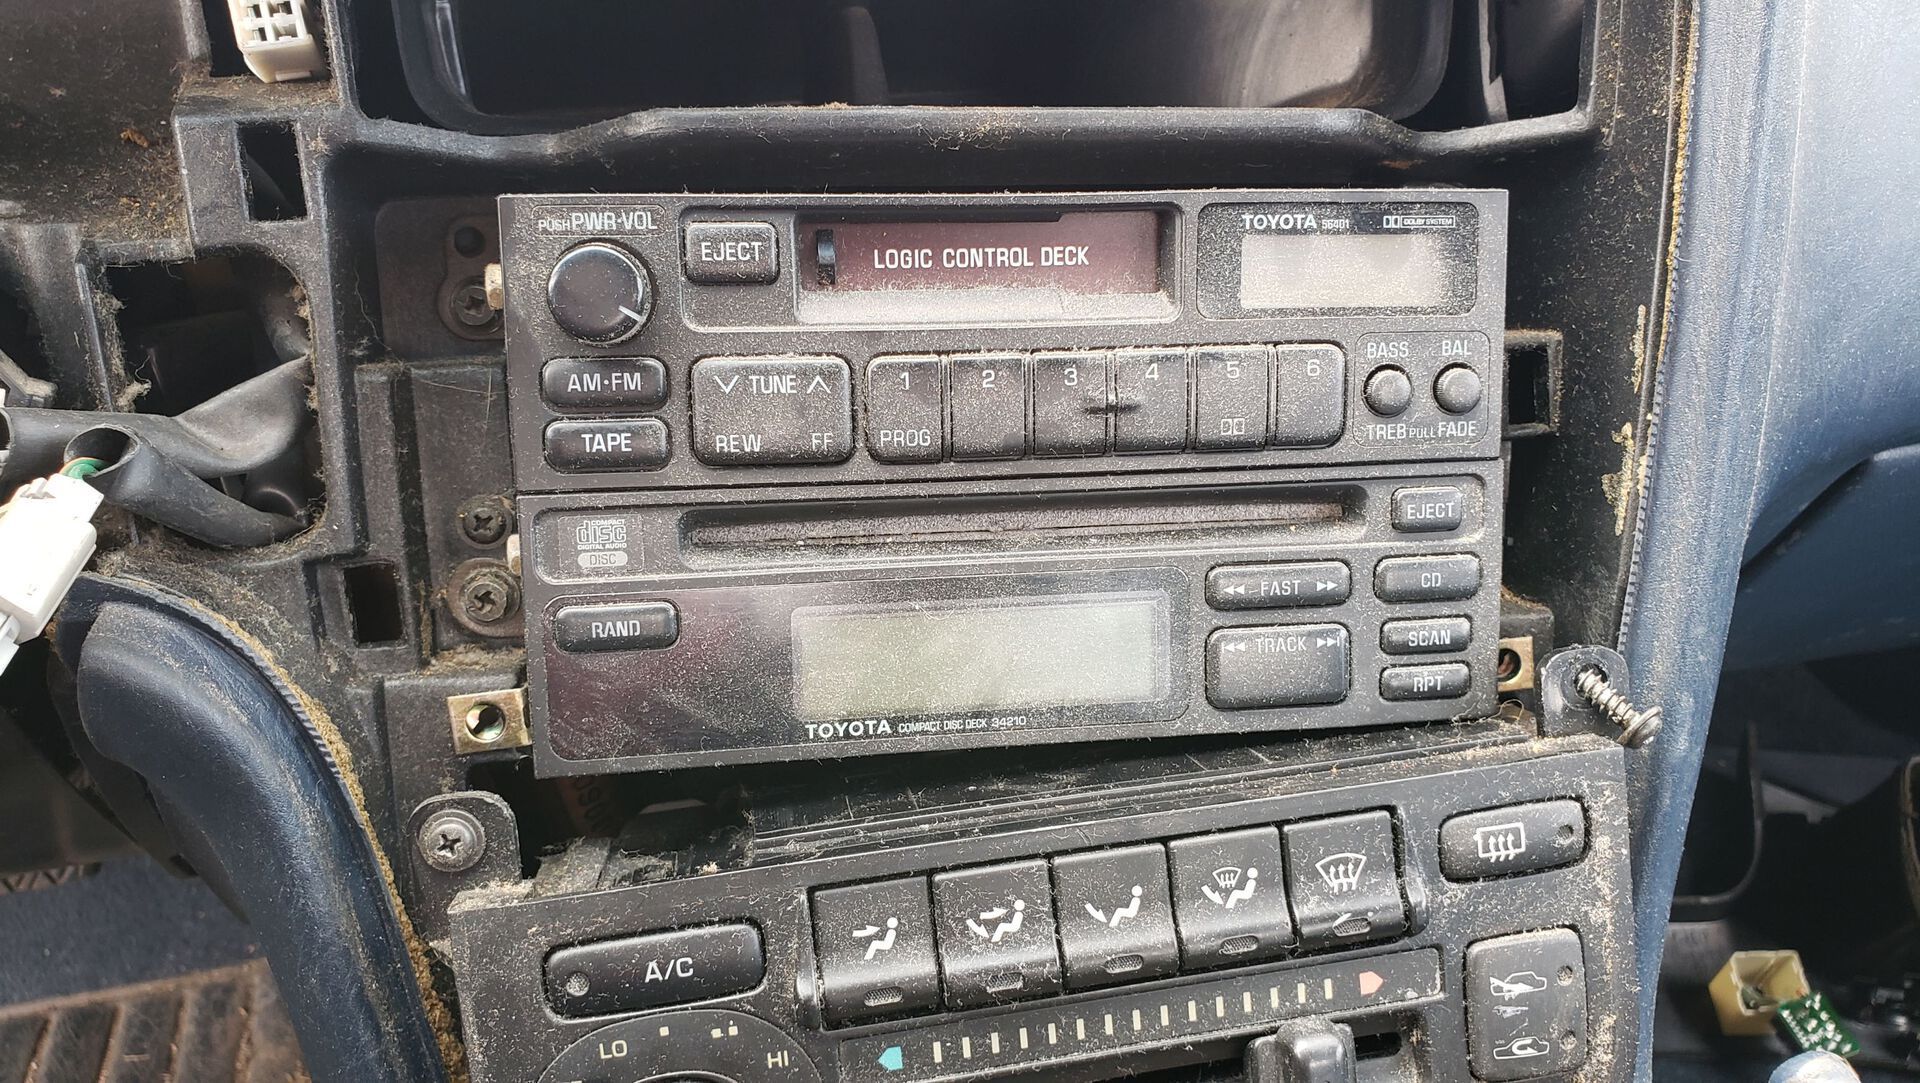 PUSH PWR·VOL
EJECT
LOGIC CONTROL DECK
TOYOTA 56401
DOLBY SYSTEM
AM·FM
TUNE
REW FF
TAPE
1 2 3 4 5 6
PROG
BASS BAL
TREB PULL FADE
COMPACT
disc
DIGITAL AUDIO
DISC
EJECT
FAST
CD
RAND
TRACK
SCAN
RPT
TOYOTA COMPACT DISC DECK 34210
A/C
LO HI